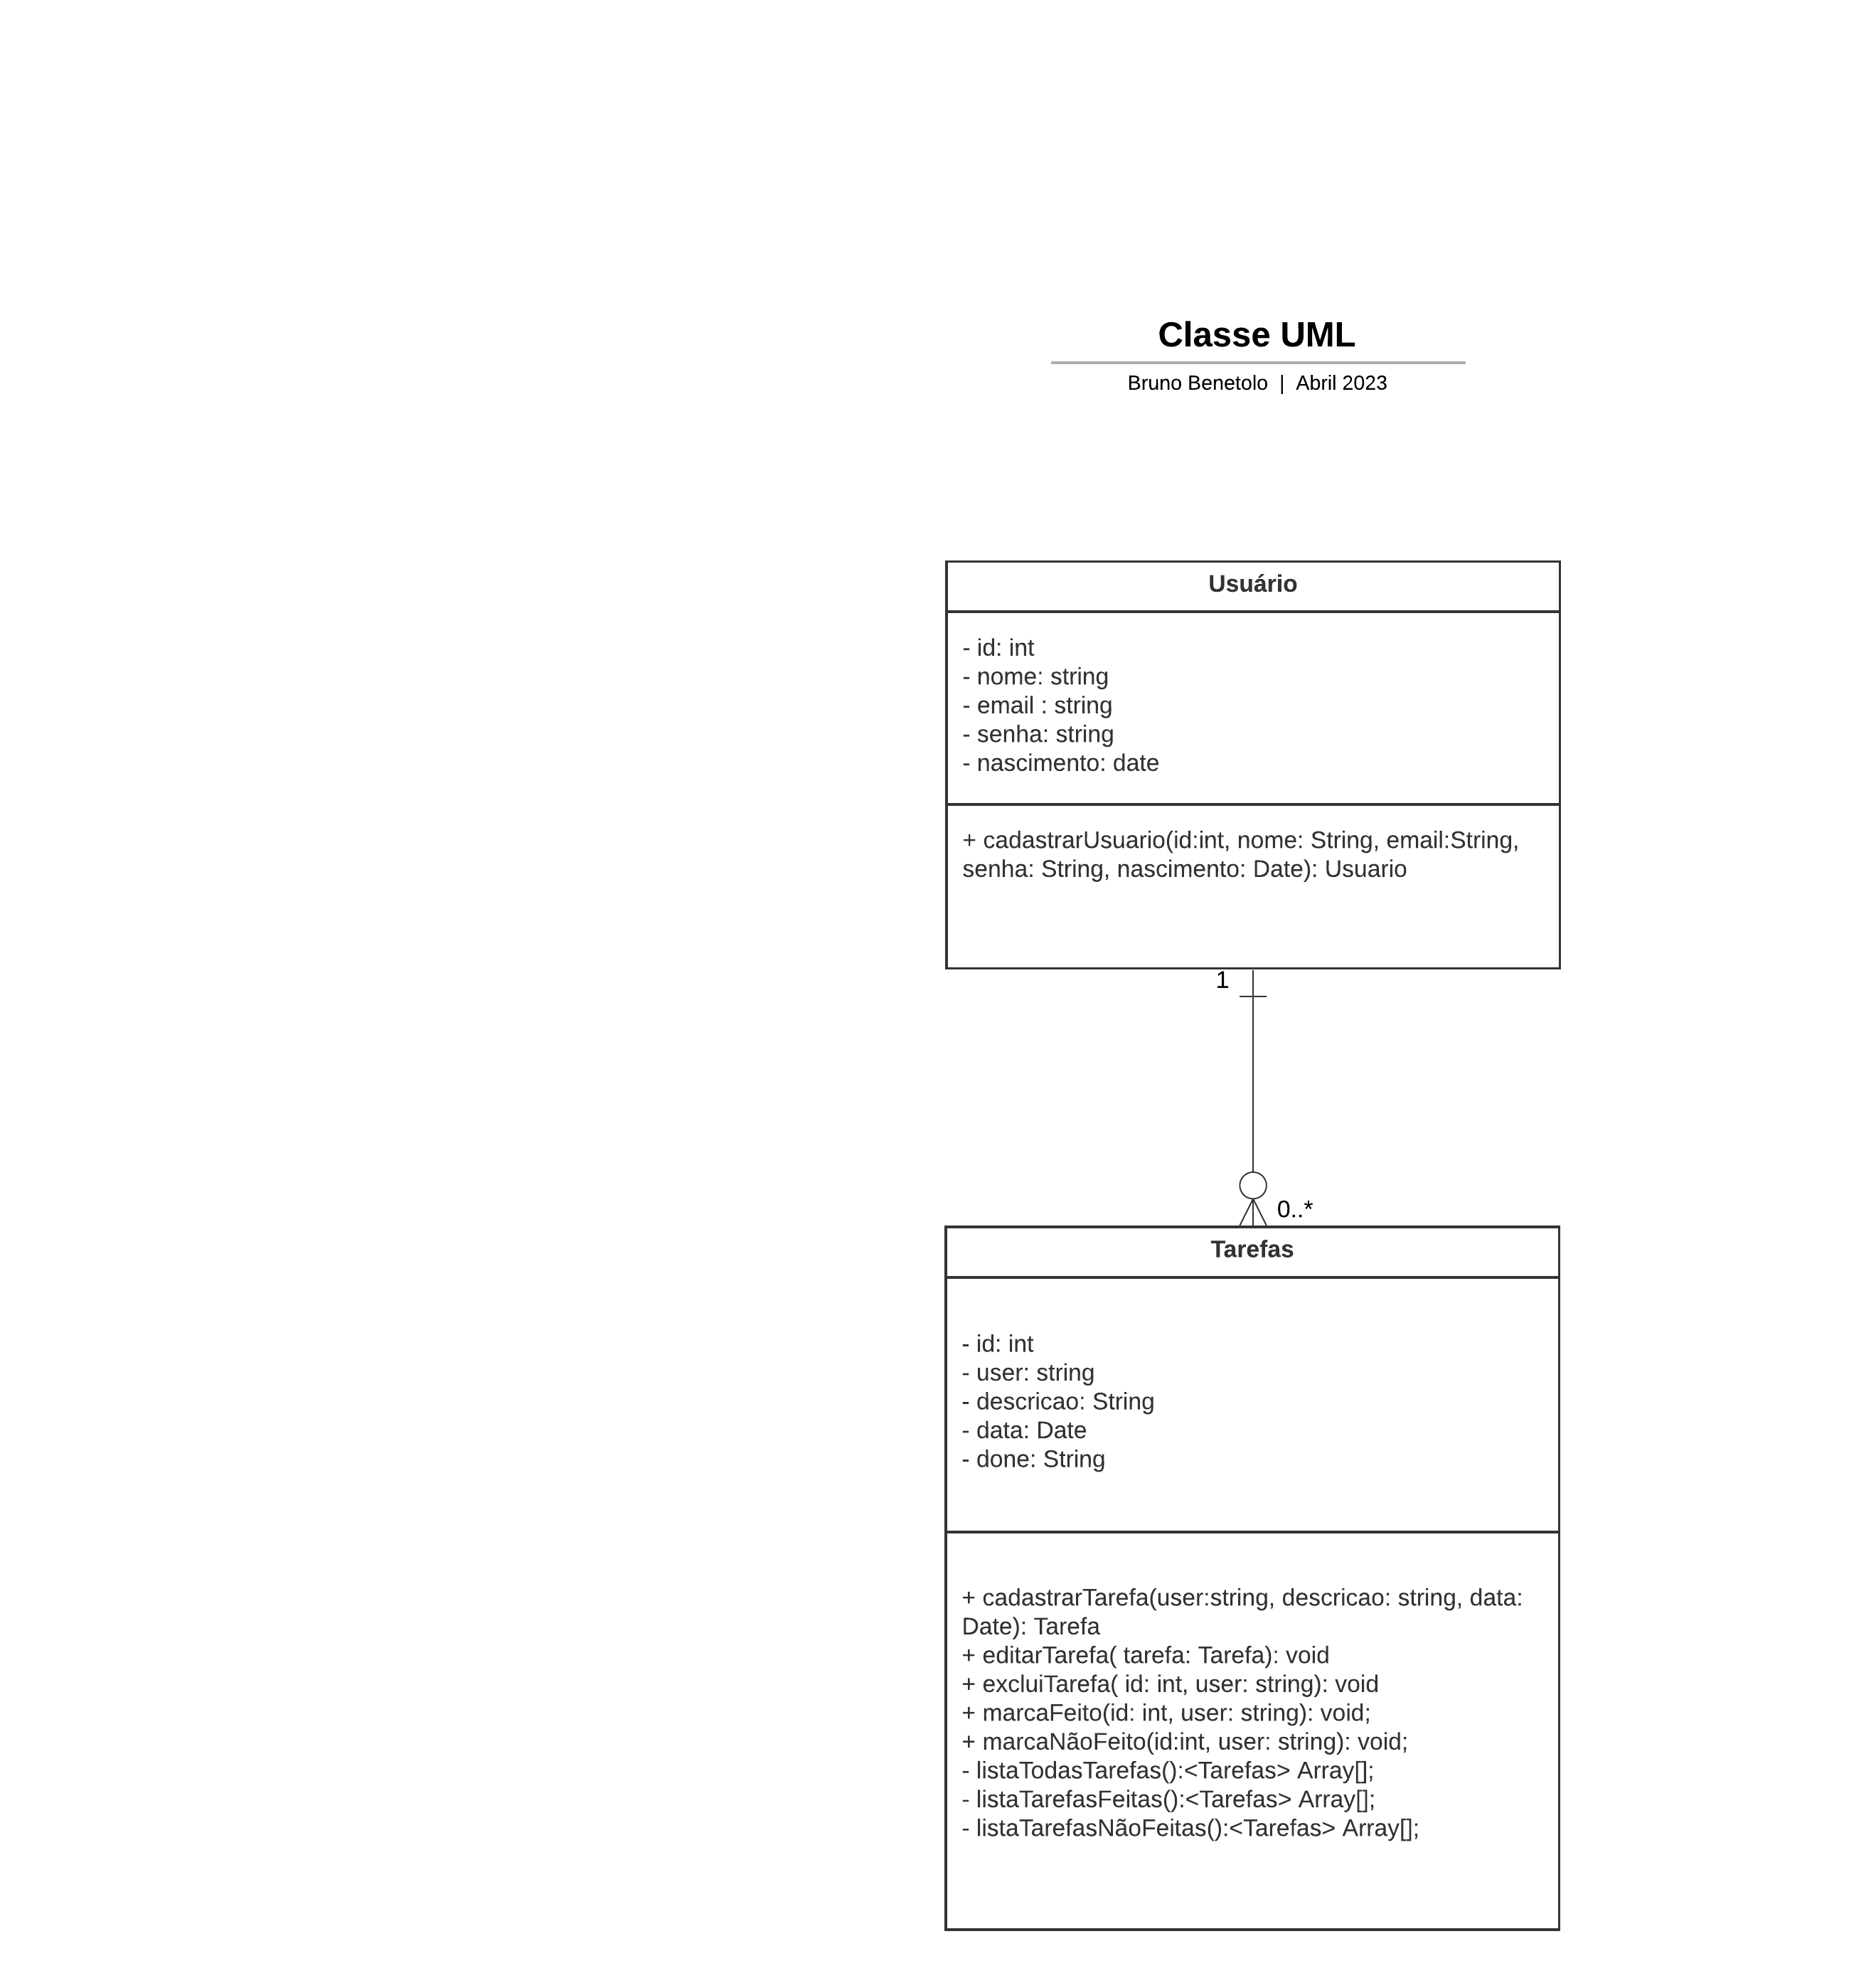 Classe UML
Bruno Benetolo | Abril 2023
Usuário
- id: int
- nome: string
- email : string
- senha: string
- nascimento: date
+ cadastrarUsuario(id:int, nome: String, email:String,
senha: String, nascimento: Date): Usuario
1
0..*
Tarefas
- id: int
- user: string
- descricao: String
- data: Date
- done: String
+ cadastrarTarefa(user:string, descricao: string, data:
Date): Tarefa
+ editarTarefa( tarefa: Tarefa): void
+ excluiTarefa( id: int, user: string): void
+ marcaFeito(id: int, user: string): void;
+ marcaNãoFeito(id:int, user: string): void;
- listaTodasTarefas():<Tarefas> Array[];
- listaTarefasFeitas():<Tarefas> Array[];
- listaTarefasNãoFeitas():<Tarefas> Array[];